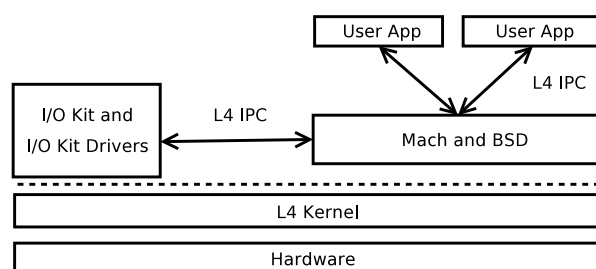 User App
User App
L4 IPC
I/O Kit and
I/O Kit Drivers
L4 IPC
Mach and BSD
L4 Kernel
Hardware